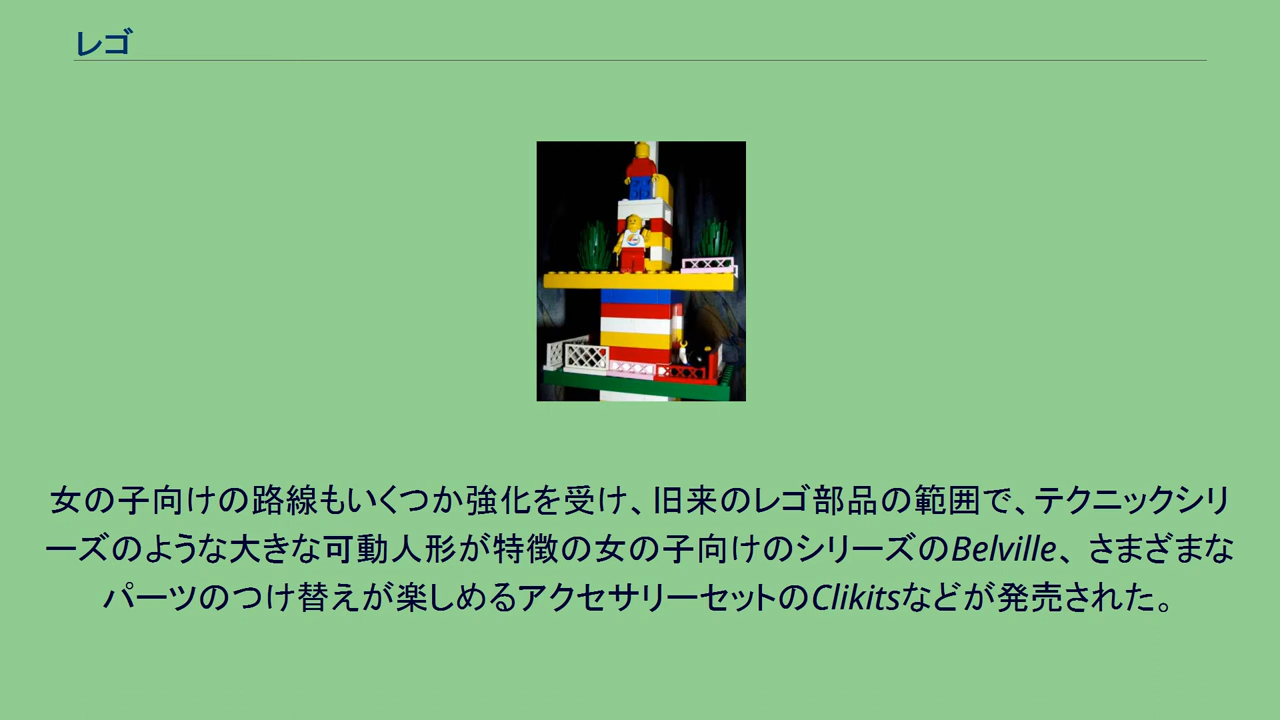 レゴ
女の子向けの路線もいくつか強化を受け、旧来のレゴ部品の範囲で、テクニックシリ
ーズのような大きな可動人形が特徴の女の子向けのシリーズのBelville、さまざまな
パーツのつけ替えが楽しめるアクセサリーセットのClikitsなどが発売された。